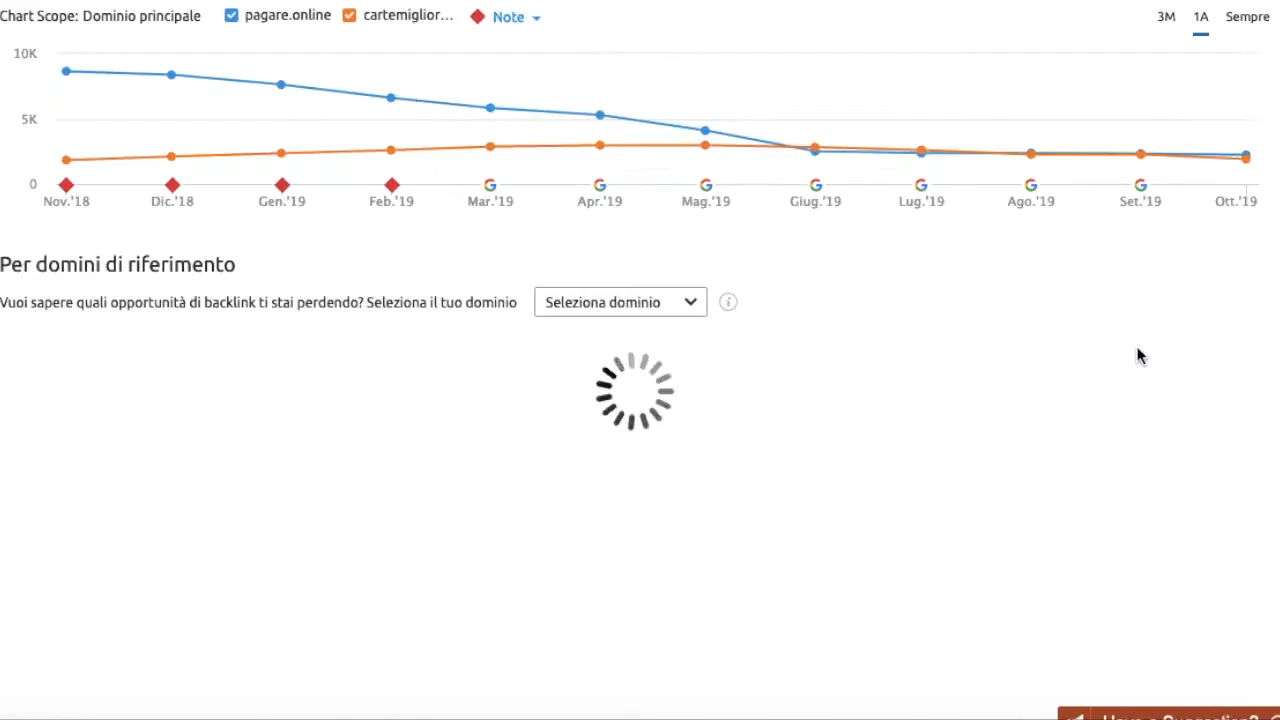 Chart Scope: Dominio principale pagare.online cartemiglior... Note 3M 1A Sempre
10K
5K
0
Nov.'18 Dic.'18 Gen.'19 Feb.'19 Mar.'19 Apr.'19 Mag.'19 Giug.'19 Lug.'19 Ago.'19 Set.'19 Ott.'19
Per domini di riferimento
Vuoi sapere quali opportunità di backlink ti stai perdendo? Seleziona il tuo dominio Seleziona dominio
Have a Suggestion?